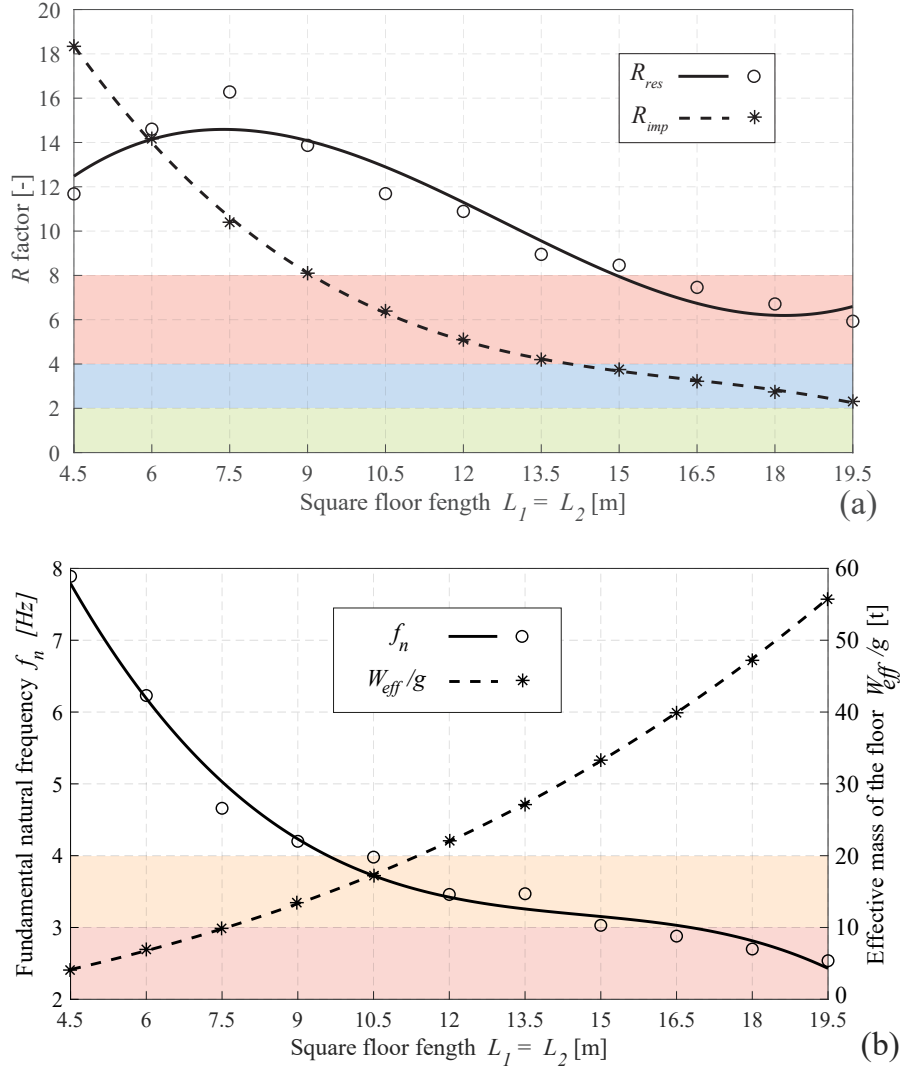 20
18
16
14
12
10
8
6
4
2
0
R factor [-]
R_res
R_imp
4.5 6 7.5 9 10.5 12 13.5 15 16.5 18 19.5
Square floor fength L_1 = L_2 [m]
(a)
8
7
6
5
4
3
2
Fundamental natural frequency f_n [Hz]
f_n
W_eff/g
60
50
40
30
20
10
0
Effective mass of the floor W_eff/g [t]
4.5 6 7.5 9 10.5 12 13.5 15 16.5 18 19.5
Square floor fength L_1 = L_2 [m]
(b)